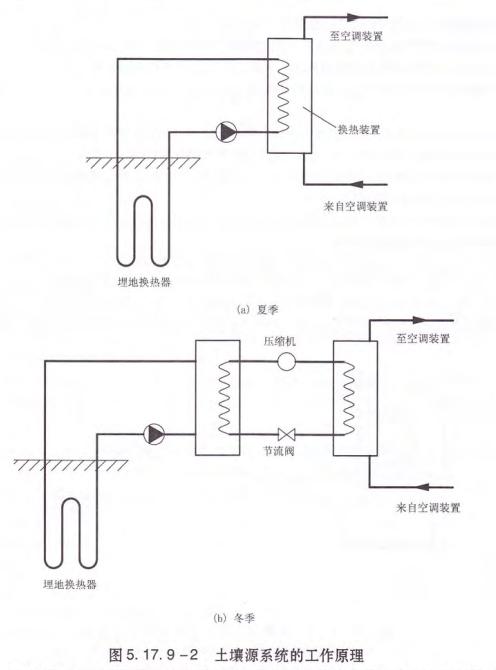 至空调装置
换热装置
来自空调装置
埋地换热器
(a) 夏季
压缩机
至空调装置
节流阀
来自空调装置
埋地换热器
(b) 冬季
图5.17.9-2 土壤源系统的工作原理